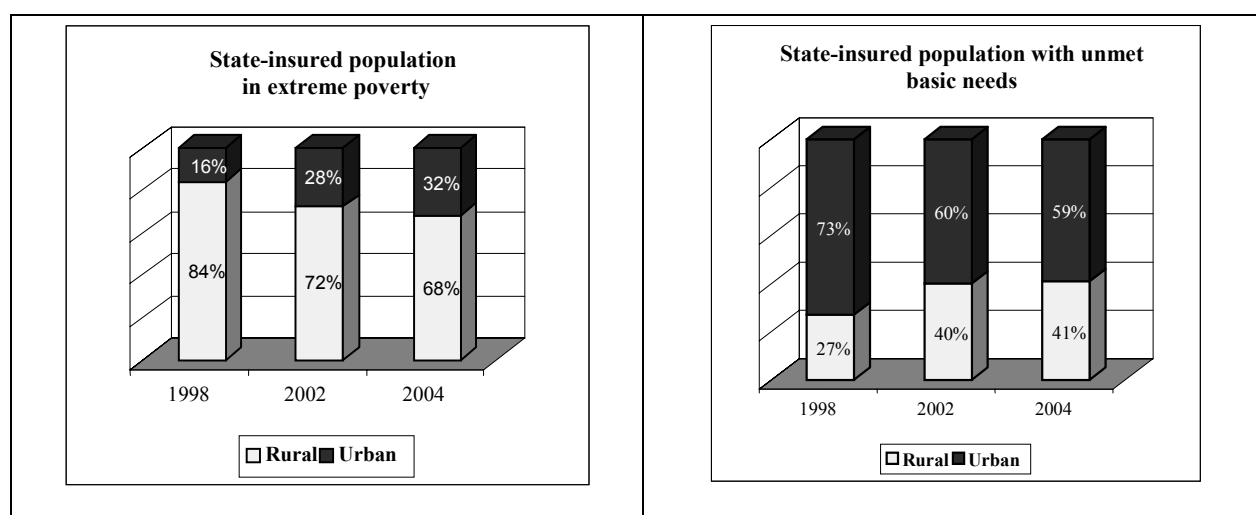 State-insured population
in extreme poverty
16%
28%
32%
84%
72%
68%
1998 2002 2004
Rural Urban
State-insured population with unmet
basic needs
73%
60%
59%
27%
40%
41%
1998 2002 2004
Rural Urban